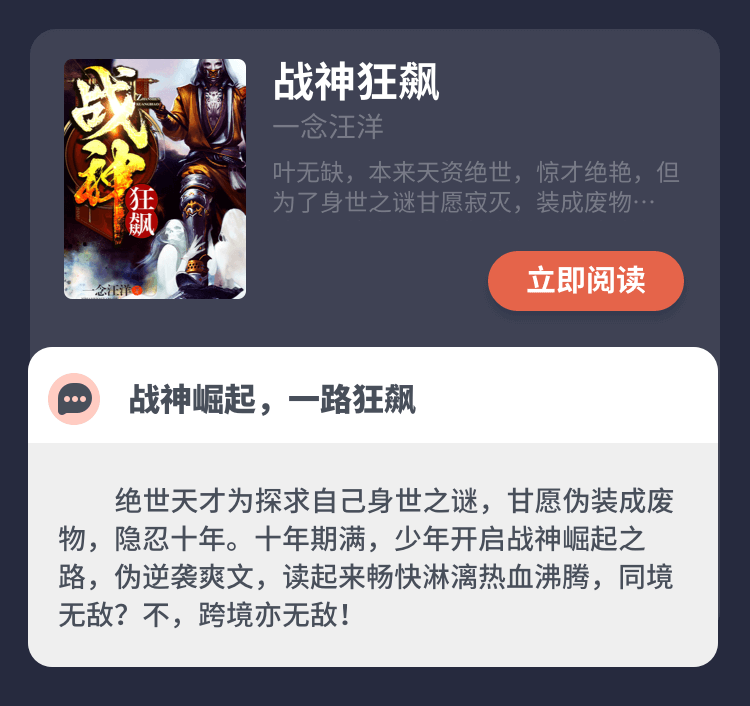 战神
狂飙
一念汪洋
战神狂飙
一念汪洋
叶无缺，本来天资绝世，惊才绝艳，但
为了身世之谜甘愿寂灭，装成废物…
立即阅读
战神崛起，一路狂飙
绝世天才为探求自己身世之谜，甘愿伪装成废
物，隐忍十年。十年期满，少年开启战神崛起之
路，伪逆袭爽文，读起来畅快淋漓热血沸腾，同境
无敌？不，跨境亦无敌！